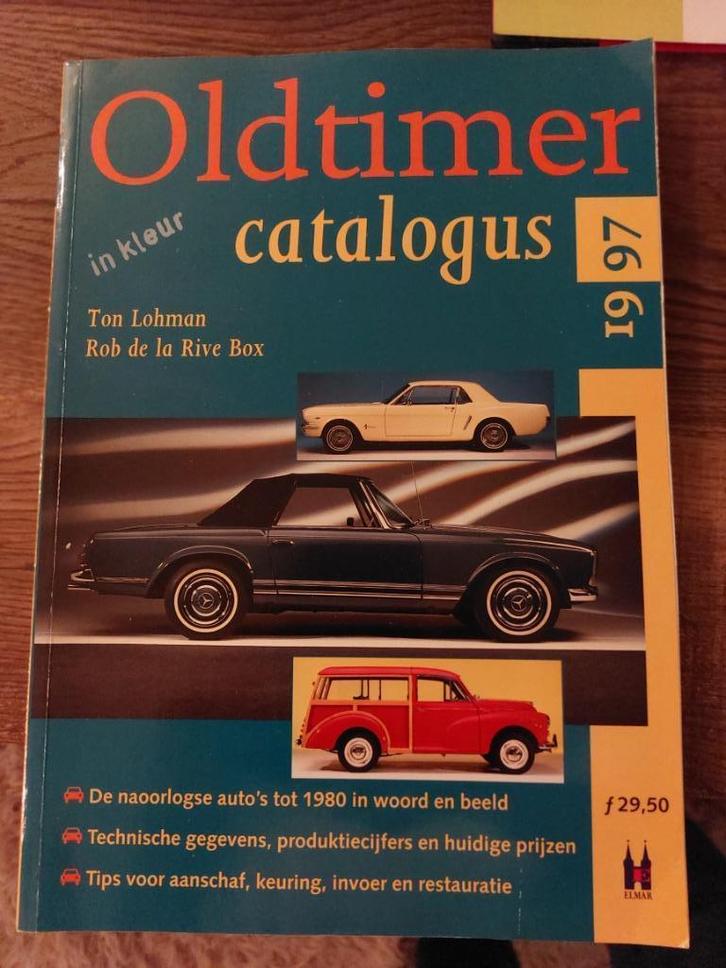 Oldtimer
in kleur
catalogus
1997
Ton Lohman
Rob de la Rive Box
De naoorlogse auto's tot 1980 in woord en beeld
Technische gegevens, produktiecijfers en huidige prijzen
Tips voor aanschaf, keuring, invoer en restauratie
ƒ 29,50
ELMAR